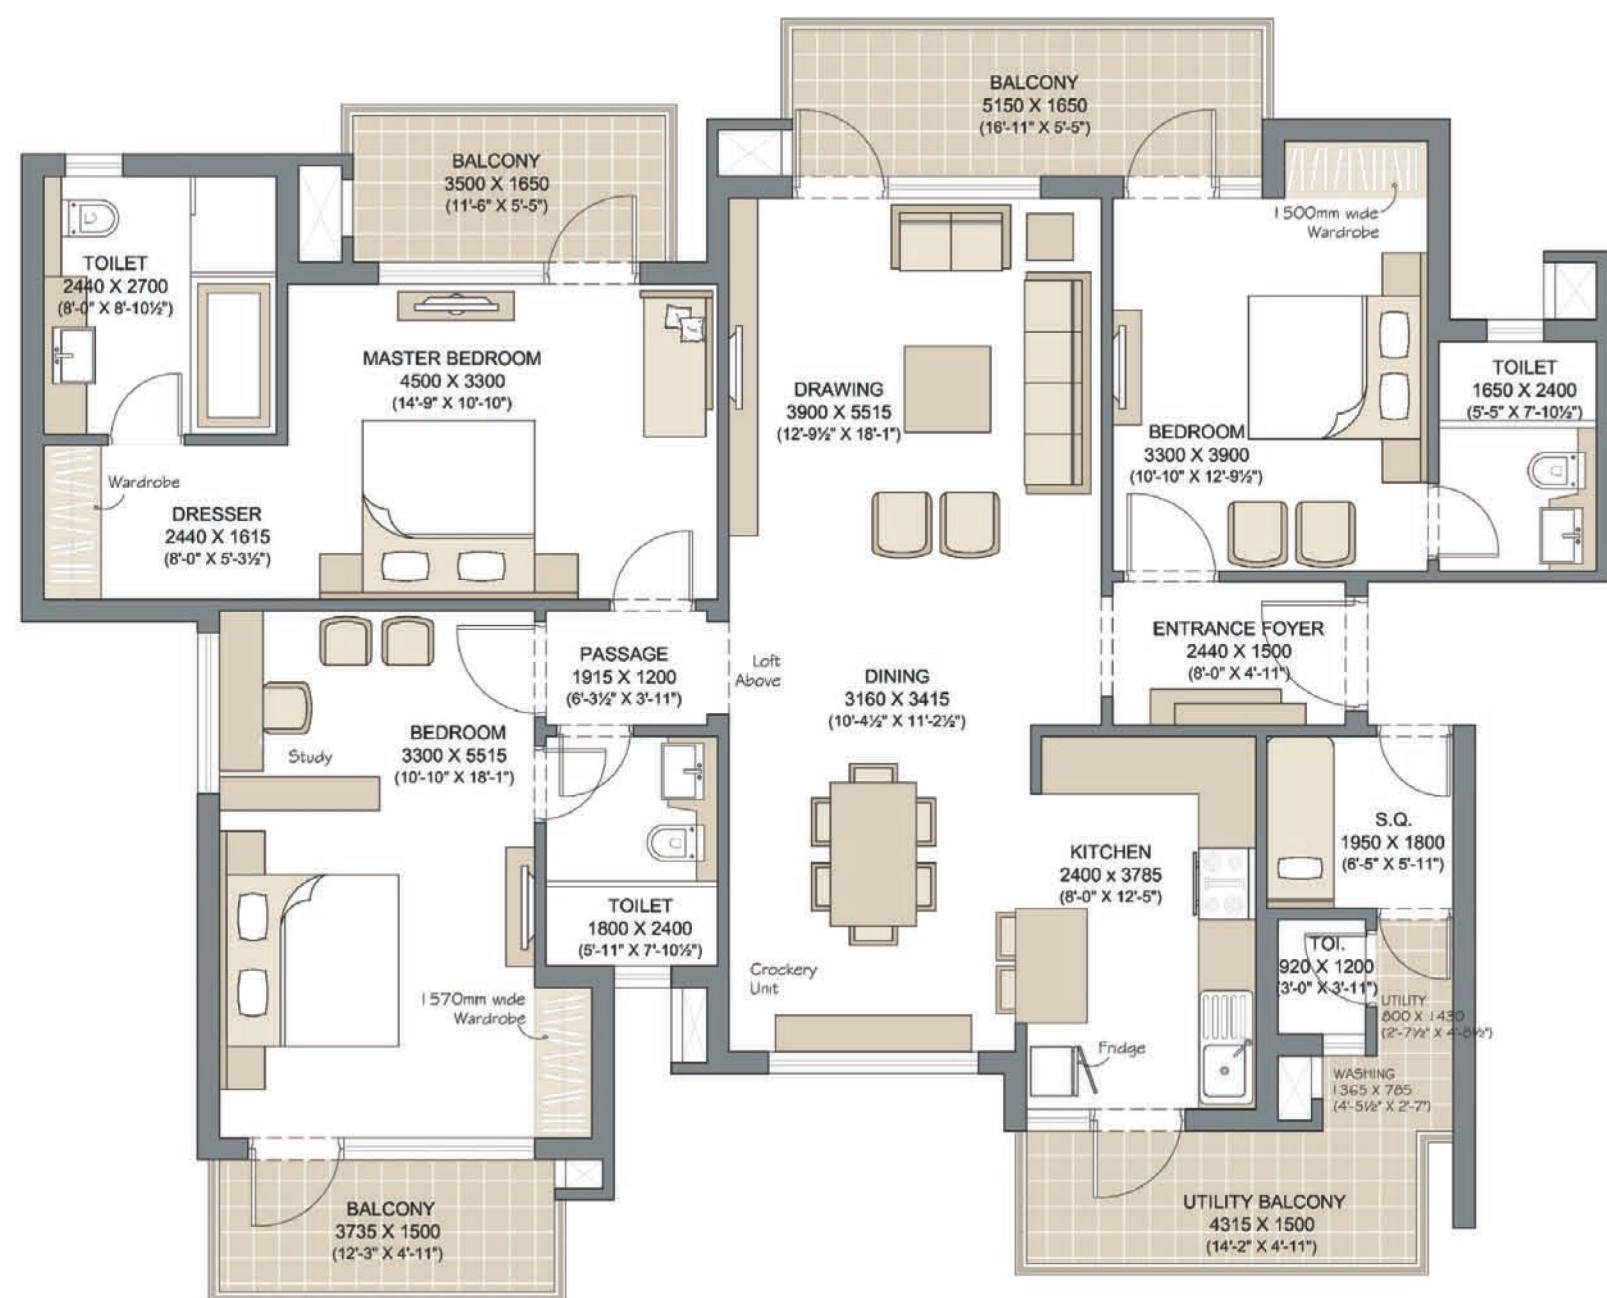 BALCONY
5150 X 1650
(16'-11" X 5'-5")
BALCONY
3500 X 1650
(11'-6" X 5'-5")
1500mm wide
Wardrobe
TOILET
2440 X 2700
(8'-0" X 8'-10½")
MASTER BEDROOM
4500 X 3300
(14'-9" X 10'-10")
DRAWING
3900 X 5515
(12'-9½" X 18'-1")
TOILET
1650 X 2400
(5'-5" X 7'-10½")
BEDROOM
3300 X 3900
(10'-10" X 12'-9½")
Wardrobe
DRESSER
2440 X 1615
(8'-0" X 5'-3½")
ENTRANCE FOYER
2440 X 1500
(8'-0" X 4'-11")
PASSAGE
1915 X 1200
(6'-3½" X 3'-11")
Loft
Above
DINING
3160 X 3415
(10'-4½" X 11'-2½")
BEDROOM
3300 X 5515
(10'-10" X 18'-1")
Study
S.Q.
1950 X 1800
(6'-5" X 5'-11")
KITCHEN
2400 x 3785
(8'-0" X 12'-5")
TOILET
1800 X 2400
(5'-11" X 7'-10½")
TOI.
920 X 1200
(3'-0" X 3'-11")
Crockery
Unit
1570mm wide
Wardrobe
UTILITY
800 X 1430
(2'-7½" X 4'-8½")
Fridge
WASHING
1365 X 785
(4'-5½" X 2'-7")
BALCONY
3735 X 1500
(12'-3" X 4'-11")
UTILITY BALCONY
4315 X 1500
(14'-2" X 4'-11")